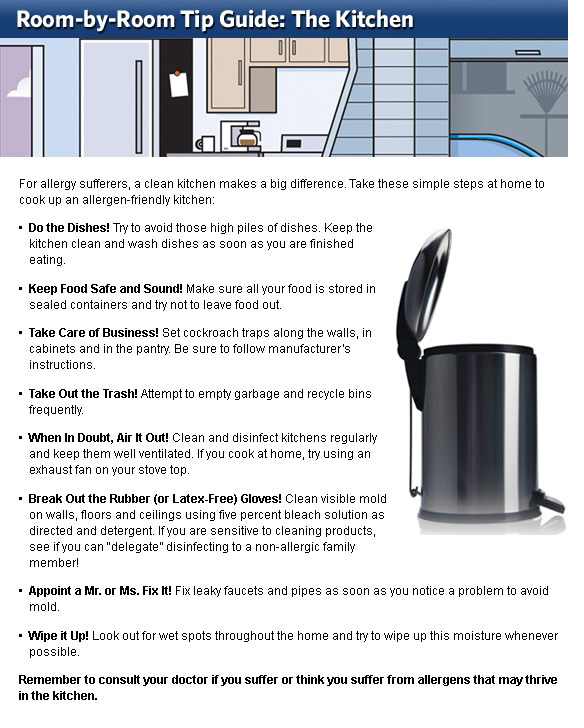 Room-by-Room Tip Guide: The Kitchen
For allergy sufferers, a clean kitchen makes a big difference. Take these simple steps at home to
cook up an allergen-friendly kitchen:
• Do the Dishes! Try to avoid those high piles of dishes. Keep the
kitchen clean and wash dishes as soon as you are finished
eating.
• Keep Food Safe and Sound! Make sure all your food is stored in
sealed containers and try not to leave food out.
• Take Care of Business! Set cockroach traps along the walls, in
cabinets and in the pantry. Be sure to follow manufacturer's
instructions.
• Take Out the Trash! Attempt to empty garbage and recycle bins
frequently.
• When In Doubt, Air It Out! Clean and disinfect kitchens regularly
and keep them well ventilated. If you cook at home, try using an
exhaust fan on your stove top.
• Break Out the Rubber (or Latex-Free) Gloves! Clean visible mold
on walls, floors and ceilings using five percent bleach solution as
directed and detergent. If you are sensitive to cleaning products,
see if you can "delegate" disinfecting to a non-allergic family
member!
• Appoint a Mr. or Ms. Fix It! Fix leaky faucets and pipes as soon as you notice a problem to avoid
mold.
• Wipe it Up! Look out for wet spots throughout the home and try to wipe up this moisture whenever
possible.
Remember to consult your doctor if you suffer or think you suffer from allergens that may thrive
in the kitchen.